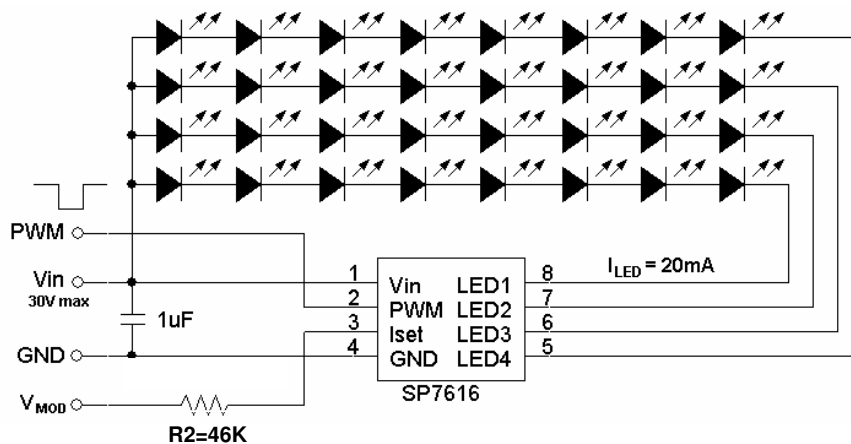 PWM
Vin
30V max
1uF
GND
VMOD
R2=46K
1 Vin LED1 8
2 PWM LED2 7
3 Iset LED3 6
4 GND LED4 5
SP7616
ILED = 20mA